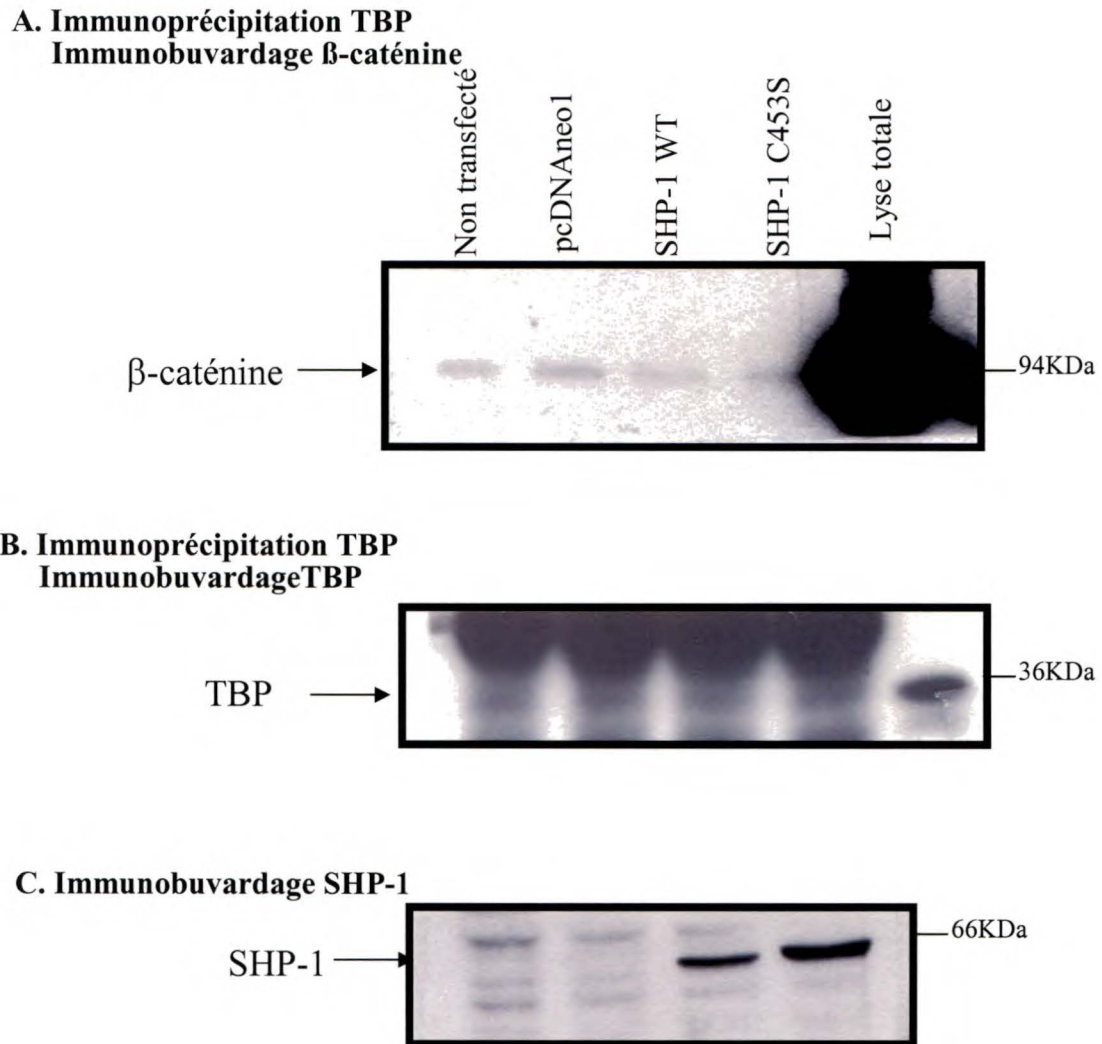 A. Immunoprécipitation TBP
Immunobuvardage ß-caténine
Non transfecté
pcDNAneo1
SHP-1 WT
SHP-1 C453S
Lyse totale
β-caténine
94KDa
B. Immunoprécipitation TBP
ImmunobuvardageTBP
TBP
36KDa
C. Immunobuvardage SHP-1
SHP-1
66KDa